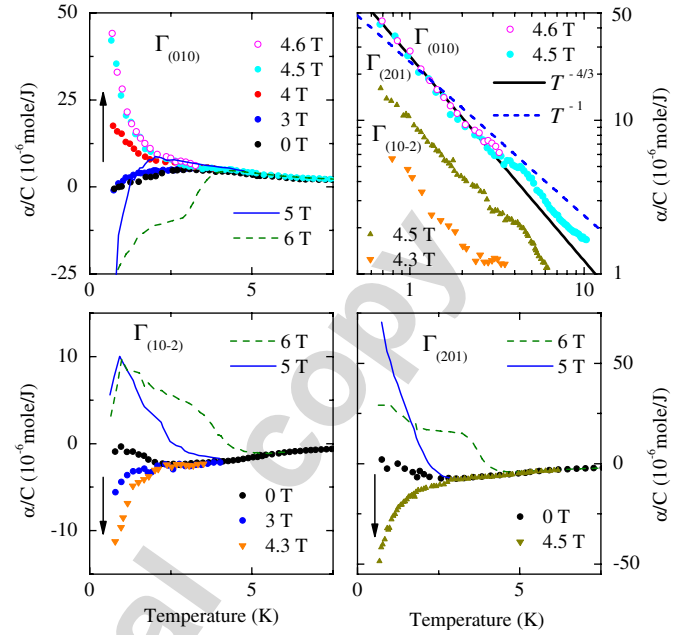 50
25
0
-25
α/C (10⁻⁶ mole/J)
Γ(010)
4.6 T
4.5 T
4 T
3 T
0 T
5 T
6 T
0
5
Γ(010)
Γ(201)
Γ(10-2)
4.6 T
4.5 T
T ⁻⁴/³
T ⁻¹
4.5 T
4.3 T
50
10
1
α/C (10⁻⁶ mole/J)
1
10
10
0
-10
α/C (10⁻⁶ mole/J)
Γ(10-2)
6 T
5 T
0 T
3 T
4.3 T
0
5
Temperature (K)
Γ(201)
6 T
5 T
0 T
4.5 T
50
0
-50
α/C (10⁻⁶ mole/J)
0
5
Temperature (K)
copy